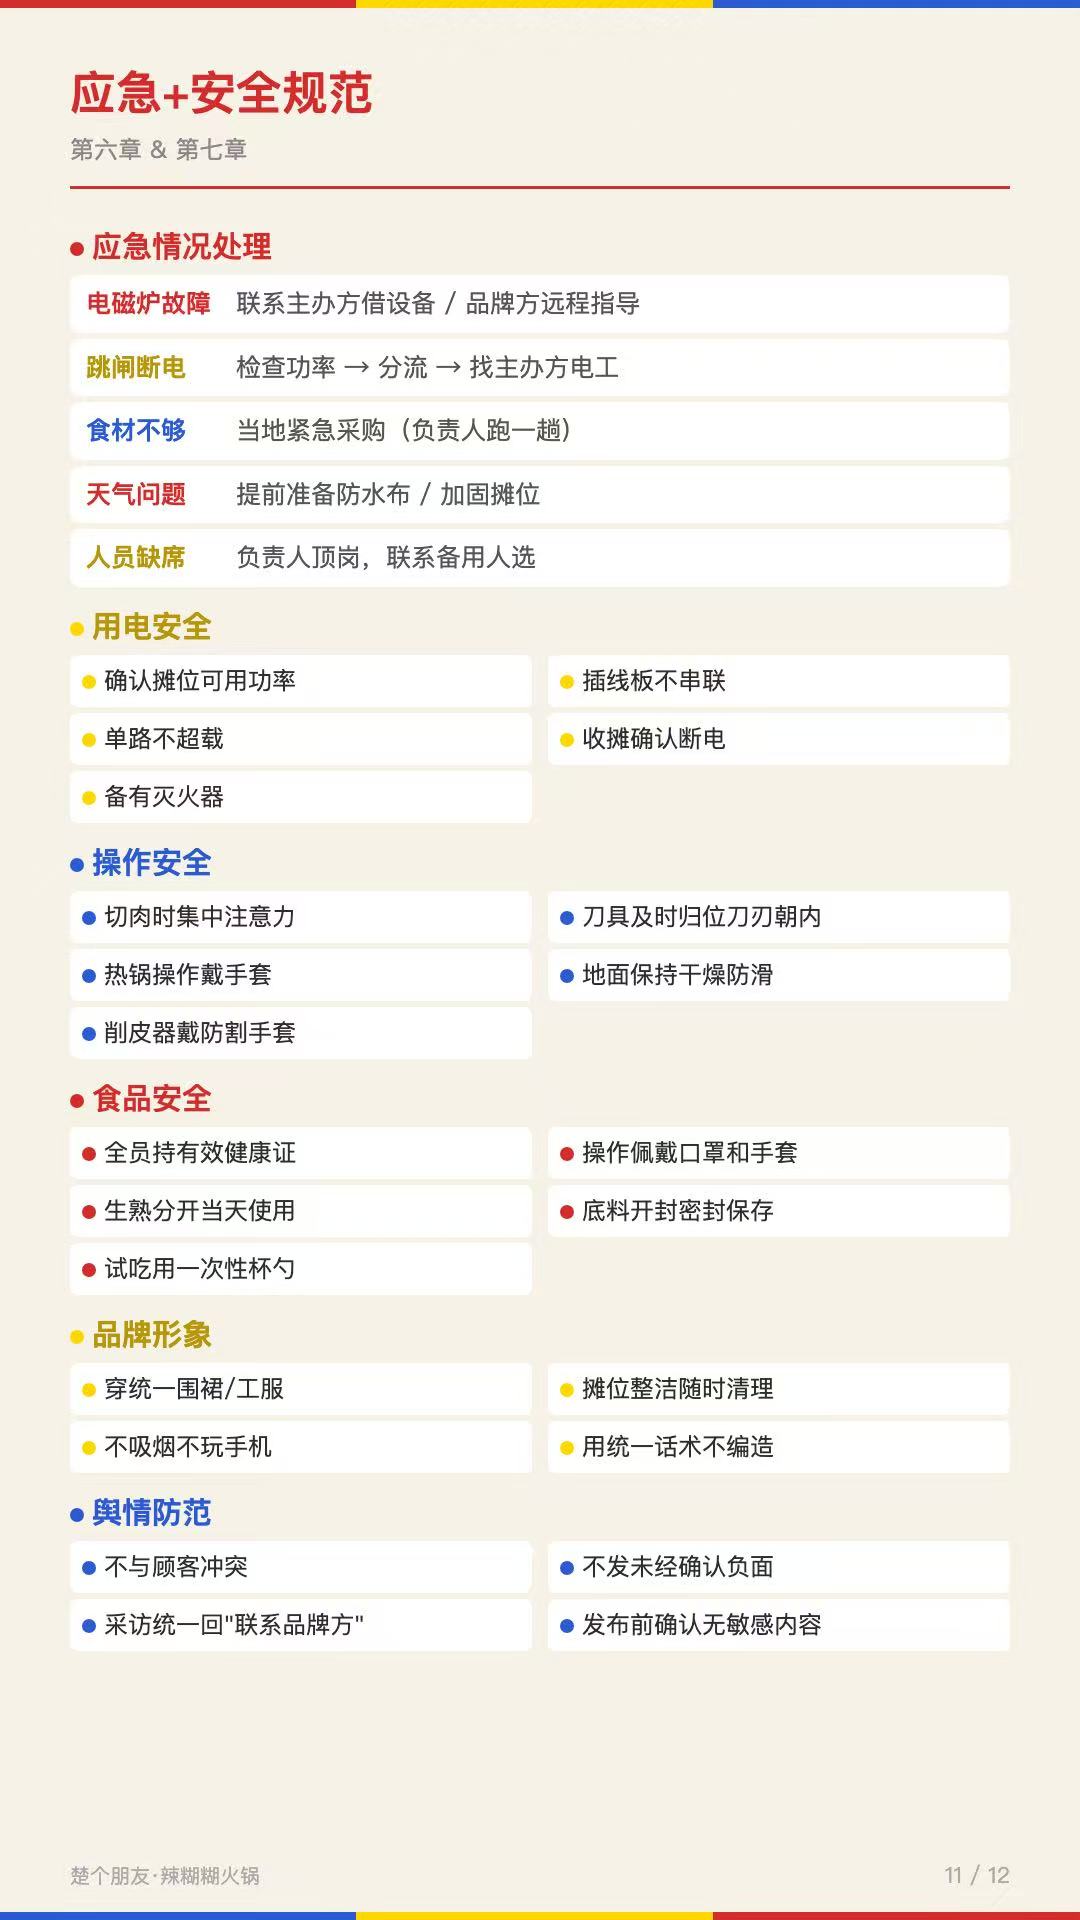 应急+安全规范
第六章 & 第七章
应急情况处理
电磁炉故障 联系主办方借设备 / 品牌方远程指导
跳闸断电 检查功率 → 分流 → 找主办方电工
食材不够 当地紧急采购（负责人跑一趟）
天气问题 提前准备防水布 / 加固摊位
人员缺席 负责人顶岗，联系备用人选
用电安全
确认摊位可用功率 插线板不串联
单路不超载 收摊确认断电
备有灭火器
操作安全
切肉时集中注意力 刀具及时归位刀刃朝内
热锅操作戴手套 地面保持干燥防滑
削皮器戴防割手套
食品安全
全员持有效健康证 操作佩戴口罩和手套
生熟分开当天使用 底料开封密封保存
试吃用一次性杯勺
品牌形象
穿统一围裙/工服 摊位整洁随时清理
不吸烟不玩手机 用统一话术不编造
舆情防范
不与顾客冲突 不发未经确认负面
采访统一回"联系品牌方" 发布前确认无敏感内容
楚个朋友·辣糊糊火锅 11 / 12